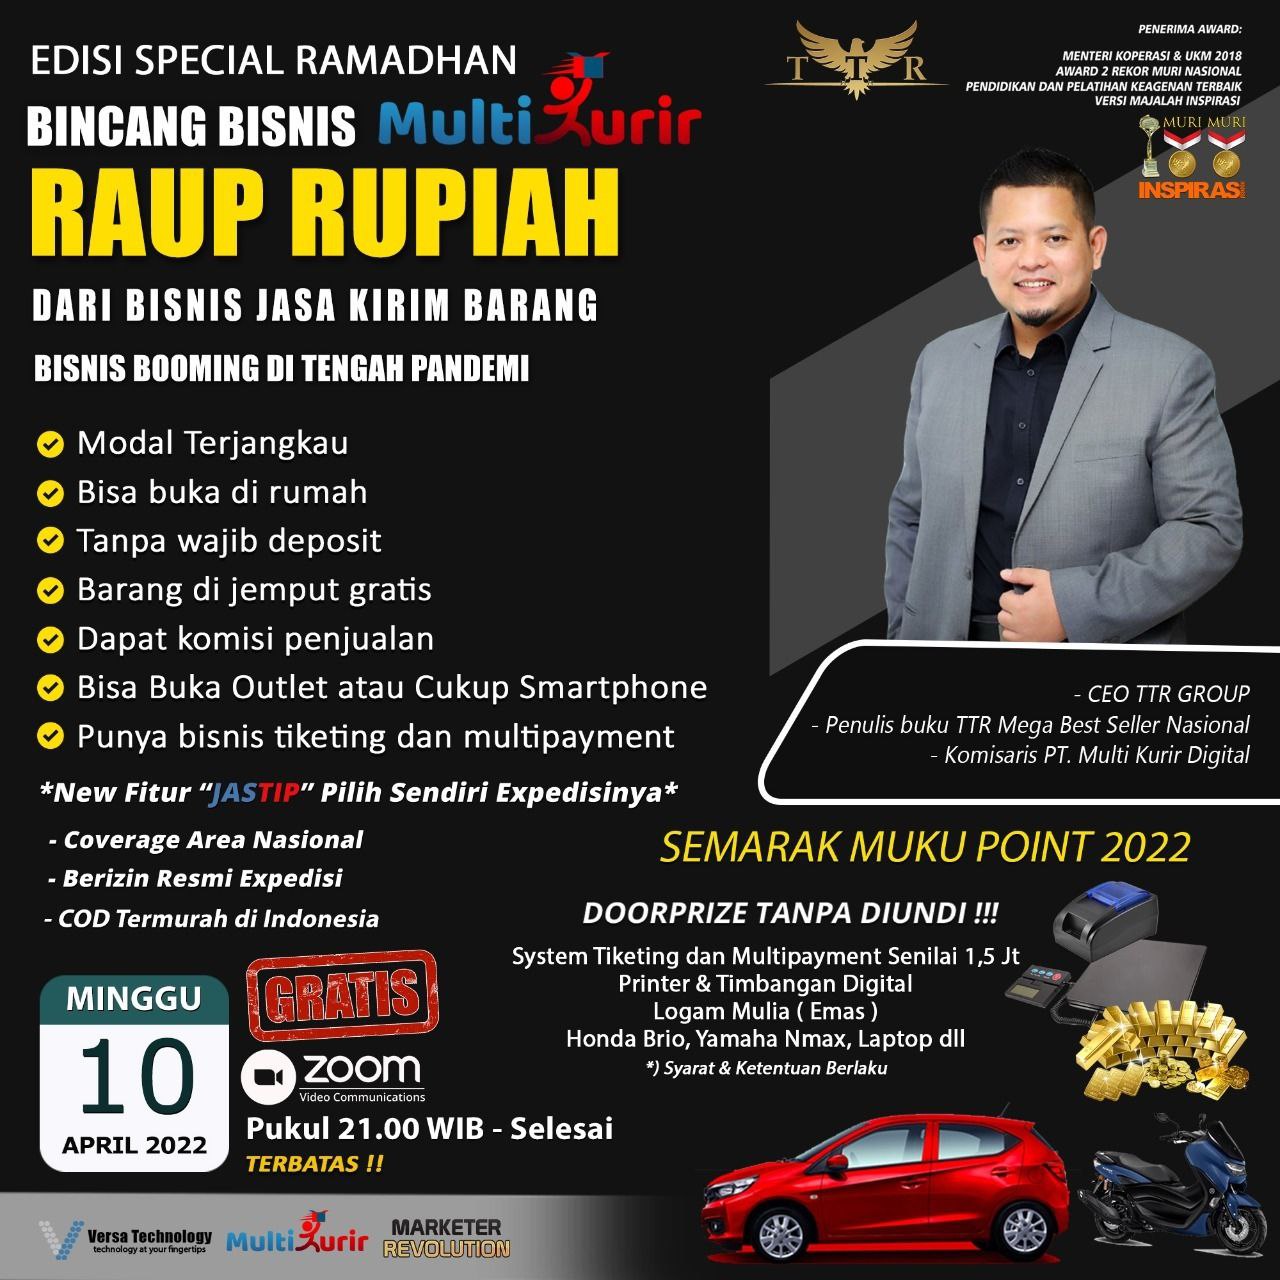 EDISI SPECIAL RAMADHAN
BINCANG BISNIS MultiKurir
RAUP RUPIAH
DARI BISNIS JASA KIRIM BARANG
BISNIS BOOMING DI TENGAH PANDEMI
TTR
PENERIMA AWARD:
MENTERI KOPERASI & UKM 2018
AWARD 2 REKOR MURI NASIONAL
PENDIDIKAN DAN PELATIHAN KEAGENAN TERBAIK
VERSI MAJALAH INSPIRASI
MURI MURI
INSPIRASI
Modal Terjangkau
Bisa buka di rumah
Tanpa wajib deposit
Barang di jemput gratis
Dapat komisi penjualan
Bisa Buka Outlet atau Cukup Smartphone
Punya bisnis tiketing dan multipayment
*New Fitur “JASTIP” Pilih Sendiri Expedisinya*
- Coverage Area Nasional
- Berizin Resmi Expedisi
- COD Termurah di Indonesia
- CEO TTR GROUP
- Penulis buku TTR Mega Best Seller Nasional
- Komisaris PT. Multi Kurir Digital
SEMARAK MUKU POINT 2022
DOORPRIZE TANPA DIUNDI !!!
System Tiketing dan Multipayment Senilai 1,5 Jt
Printer & Timbangan Digital
Logam Mulia ( Emas )
Honda Brio, Yamaha Nmax, Laptop dll
*) Syarat & Ketentuan Berlaku
MINGGU
10
APRIL 2022
GRATIS
zoom
Video Communications
Pukul 21.00 WIB - Selesai
TERBATAS !!
Versa Technology
technology at your fingertips
MultiKurir
MARKETER
REVOLUTION